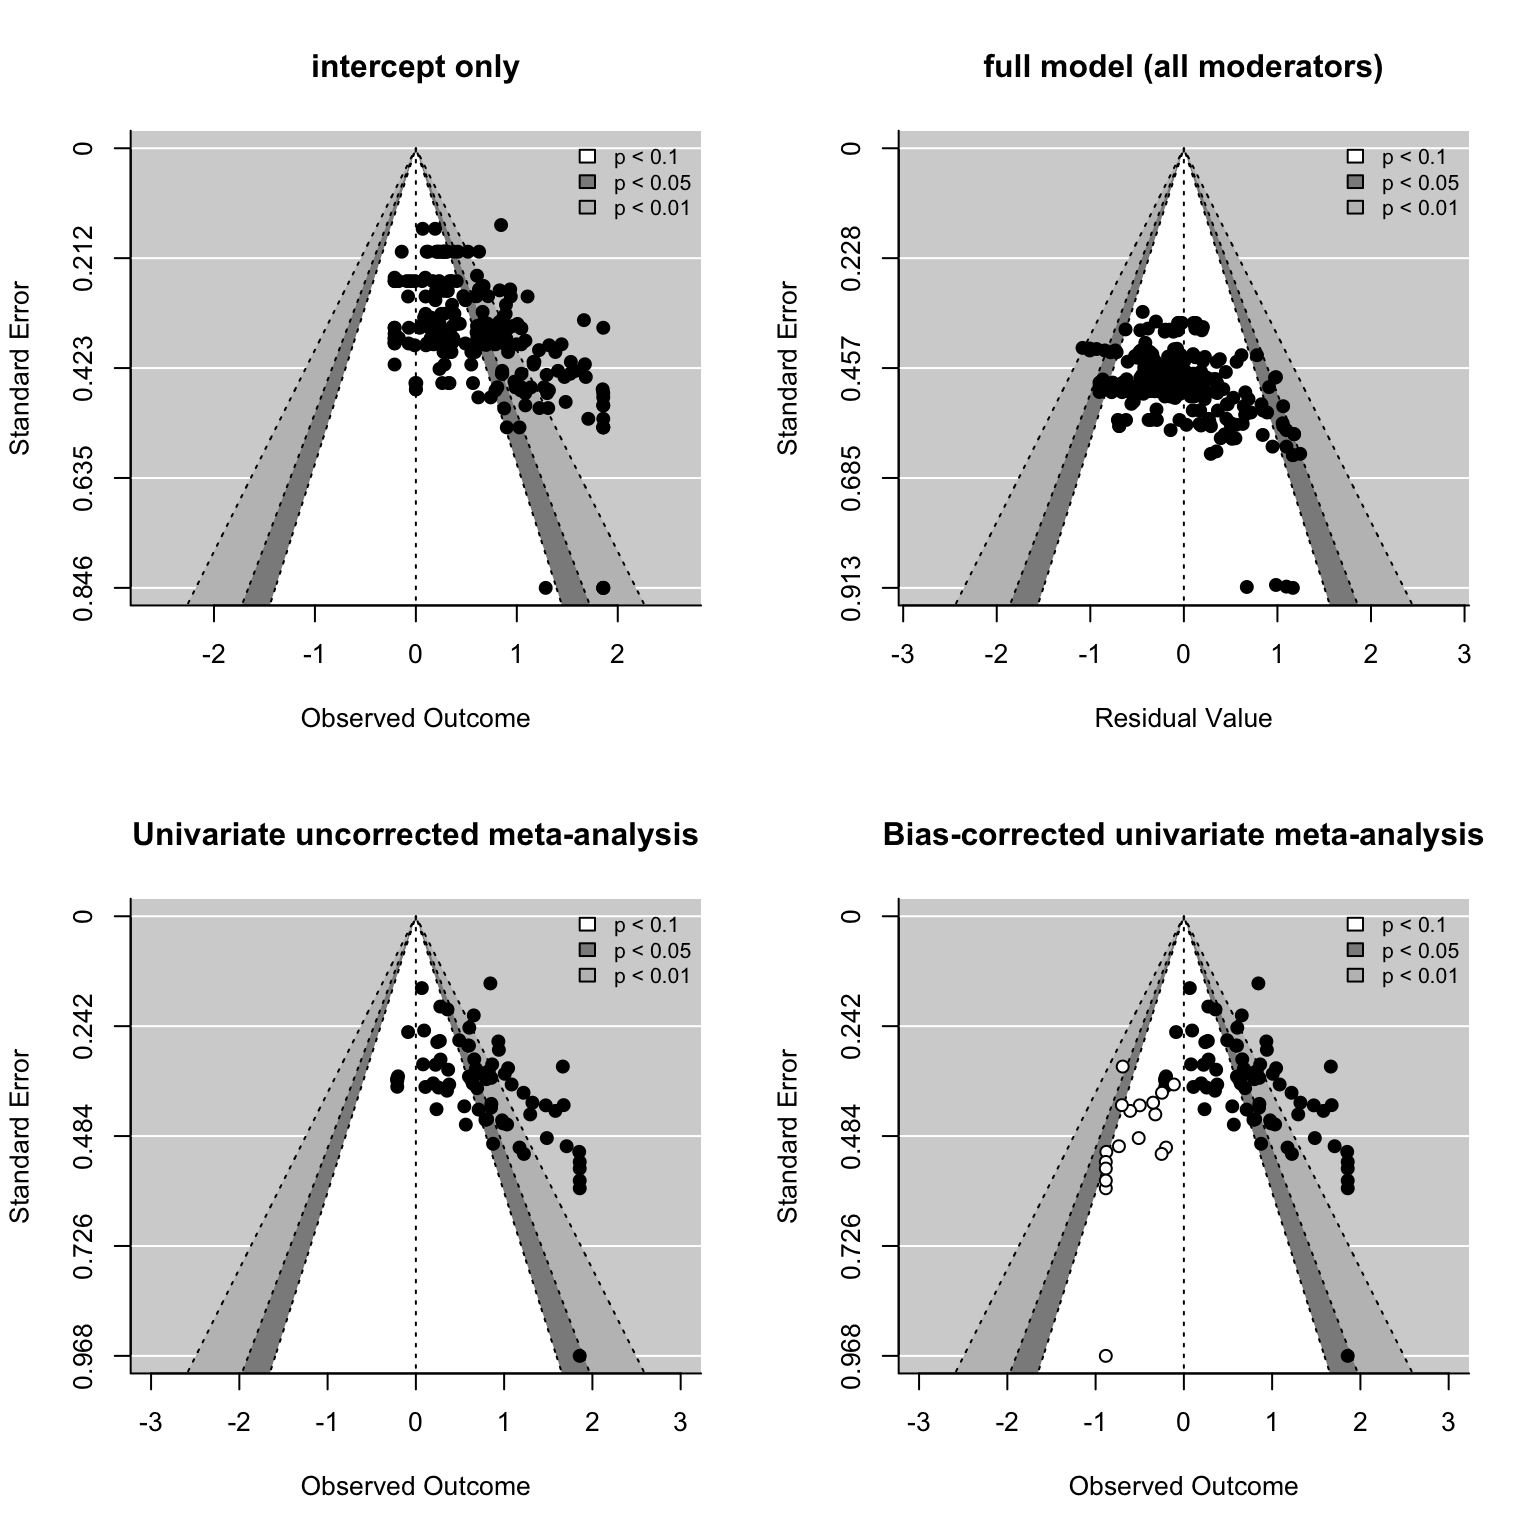 intercept only
Standard Error
0
0.212
0.423
0.635
0.846
p < 0.1
p < 0.05
p < 0.01
-2
-1
0
1
2
Observed Outcome
full model (all moderators)
Standard Error
0
0.228
0.457
0.685
0.913
p < 0.1
p < 0.05
p < 0.01
-3
-2
-1
0
1
2
3
Residual Value
Univariate uncorrected meta-analysis
Standard Error
0
0.242
0.484
0.726
0.968
p < 0.1
p < 0.05
p < 0.01
-3
-2
-1
0
1
2
3
Observed Outcome
Bias-corrected univariate meta-analysis
Standard Error
0
0.242
0.484
0.726
0.968
p < 0.1
p < 0.05
p < 0.01
-3
-2
-1
0
1
2
3
Observed Outcome